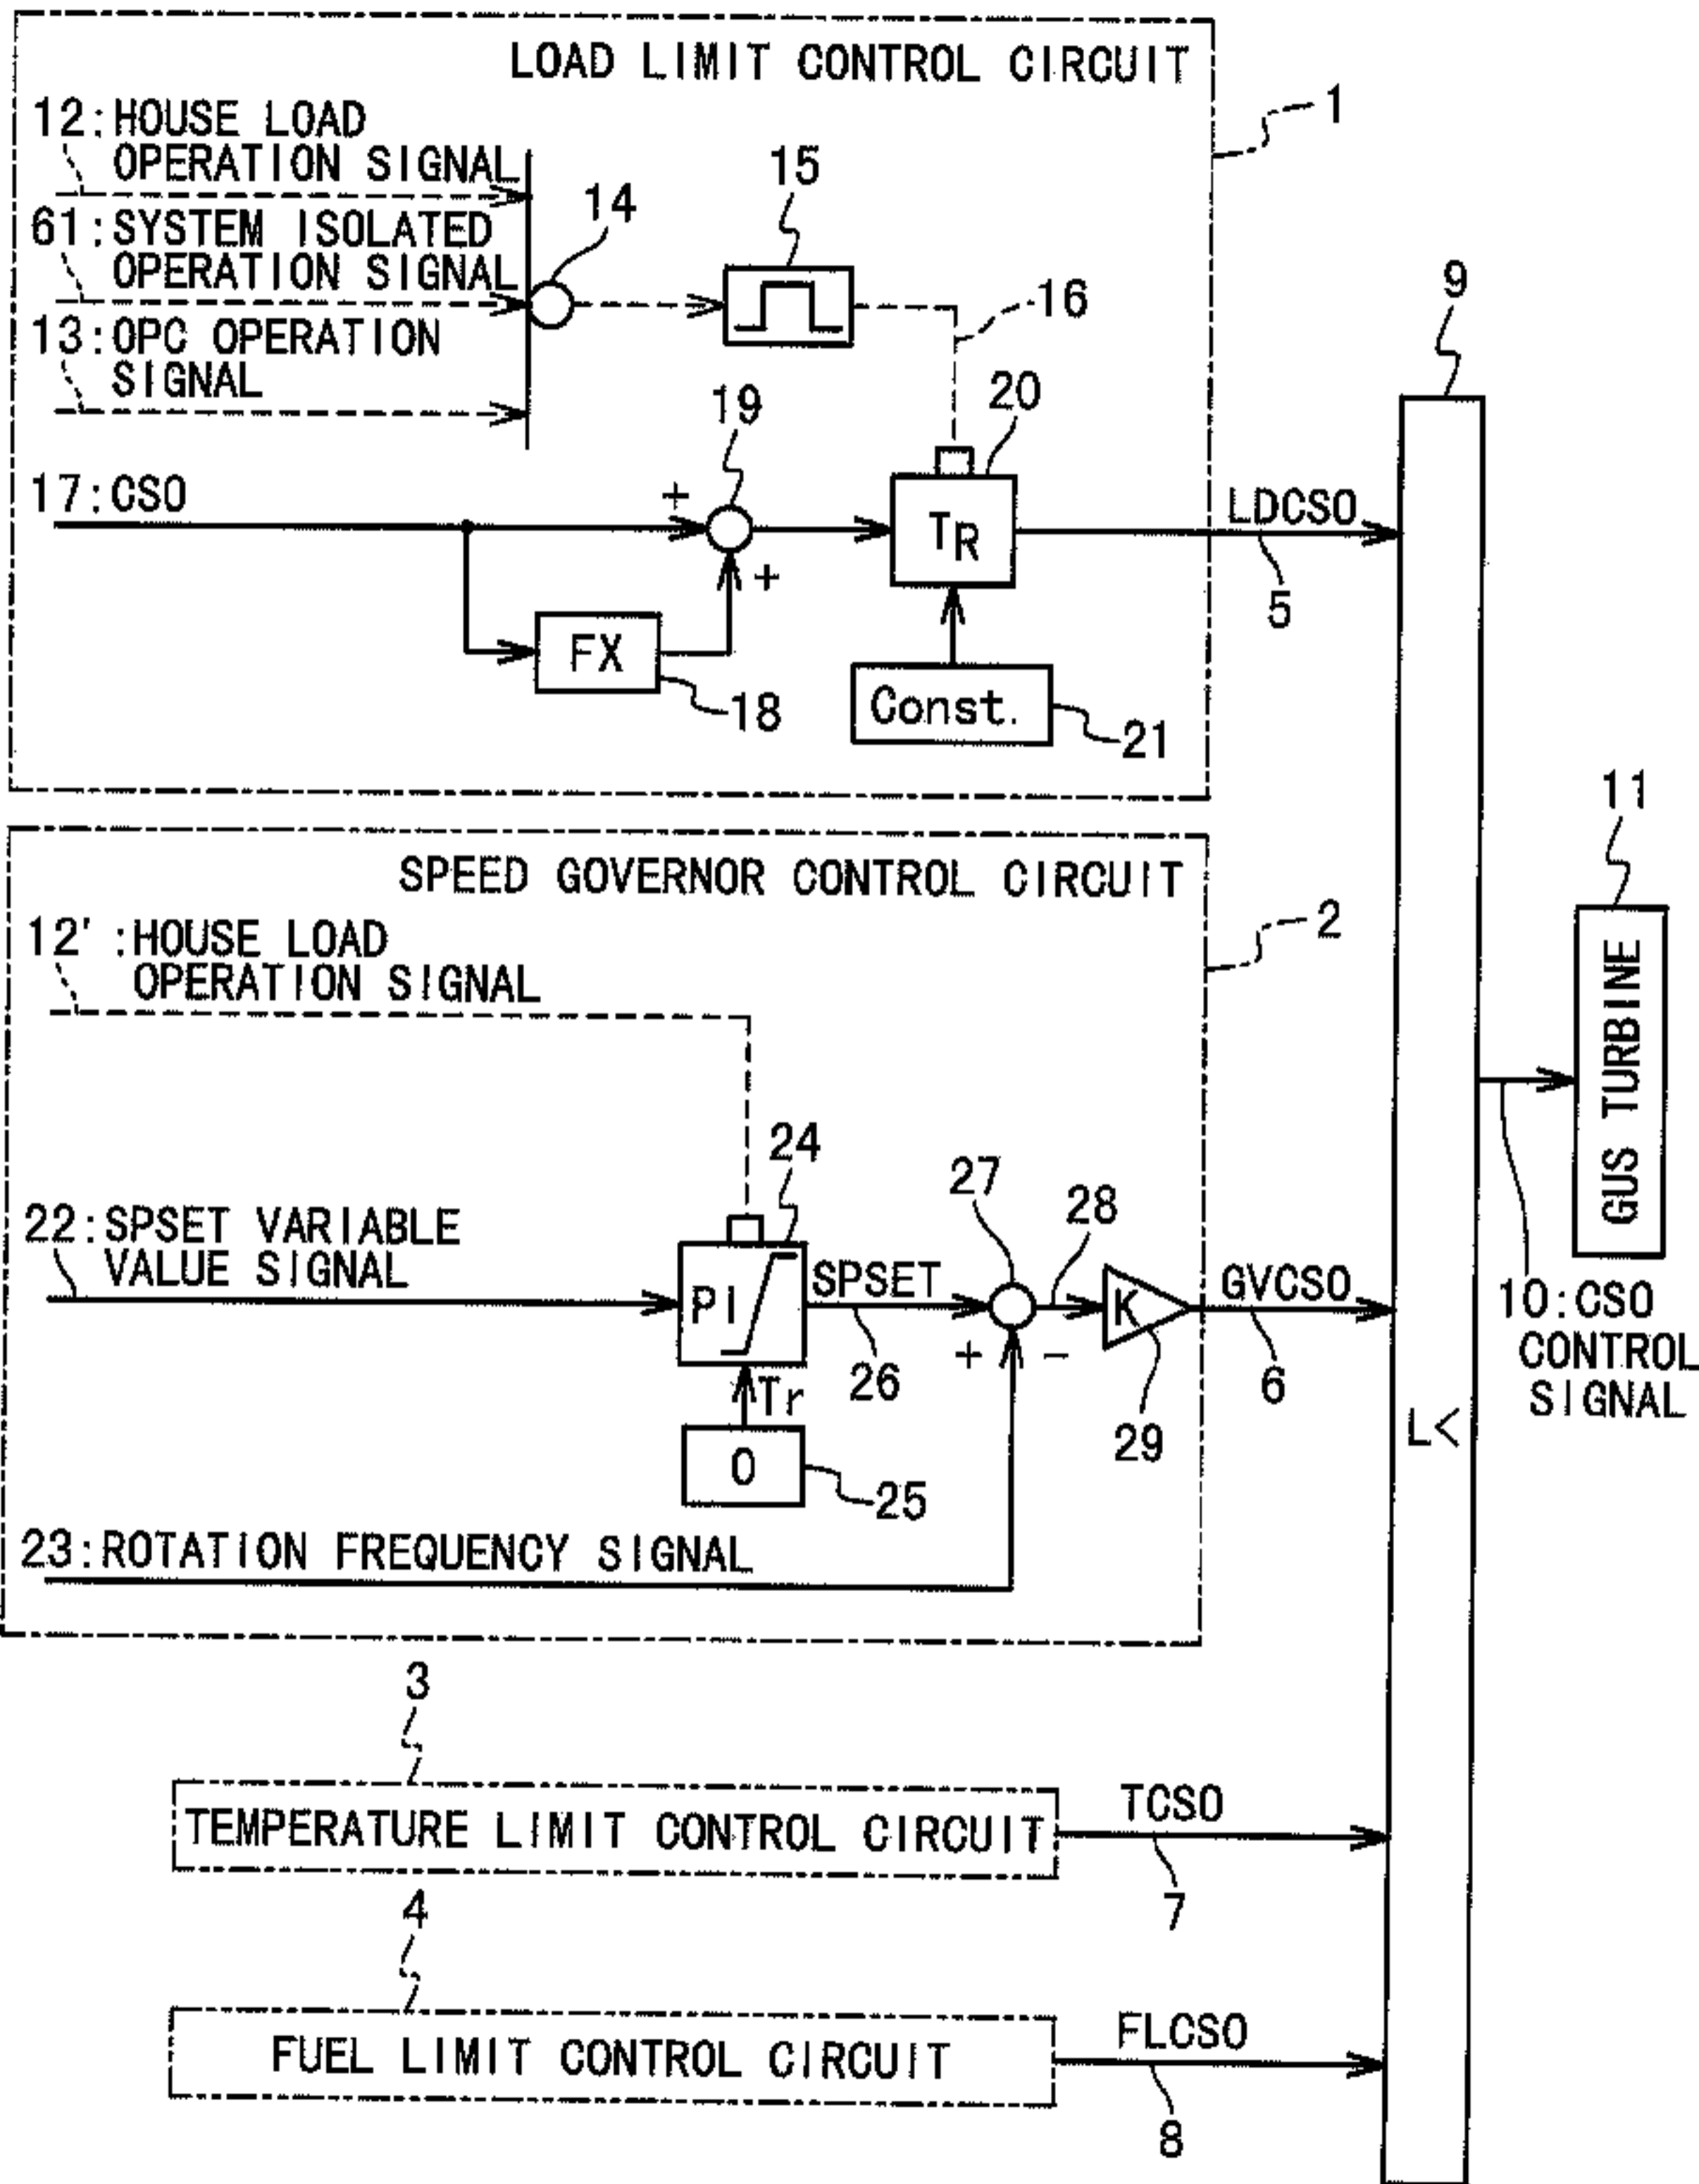 LOAD LIMIT CONTROL CIRCUIT
1
12:HOUSE LOAD
OPERATION SIGNAL
61:SYSTEM ISOLATED
OPERATION SIGNAL
13:OPC OPERATION
SIGNAL
14
15
16
9
17:CSO
+
19
+
20
TR
LDCSO
5
FX
18
Const.
21
SPEED GOVERNOR CONTROL CIRCUIT
2
12':HOUSE LOAD
OPERATION SIGNAL
11
GUS TURBINE
22:SPSET VARIABLE
VALUE SIGNAL
24
PI
SPSET
26
27
28
+
-
K
29
GVCSO
6
10:CSO
CONTROL
SIGNAL
L<
Tr
0
25
23:ROTATION FREQUENCY SIGNAL
3
TEMPERATURE LIMIT CONTROL CIRCUIT
TCSO
7
4
FUEL LIMIT CONTROL CIRCUIT
FLCSO
8